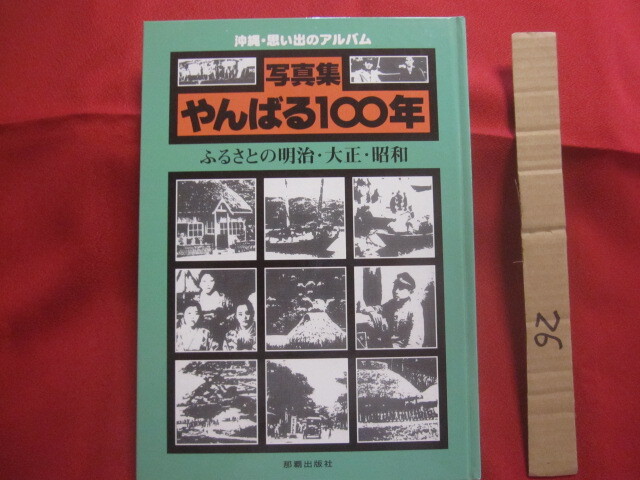 沖縄・思い出のアルバム
写真集
やんばる100年
ふるさとの明治・大正・昭和
那覇出版社
26